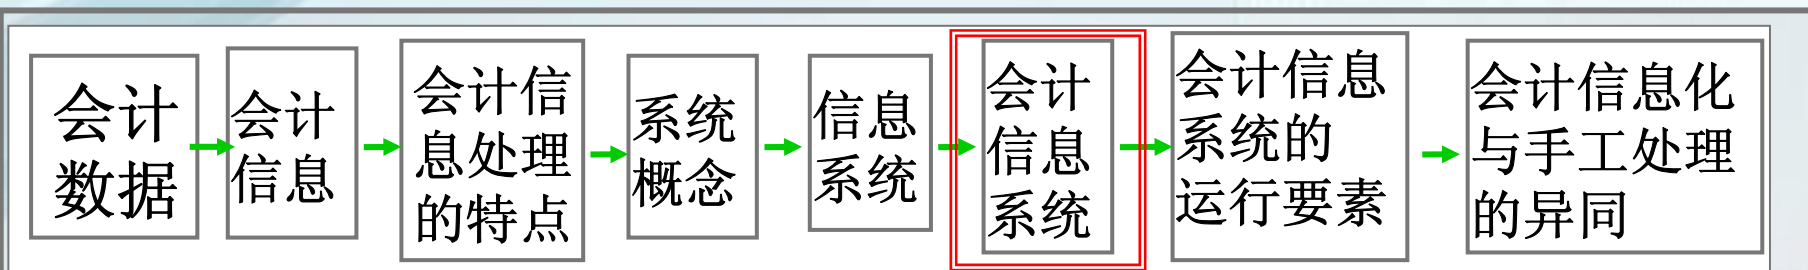 会计
数据
会计
信息
会计信
息处理
的特点
系统
概念
信息
系统
会计
信息
系统
会计信息
系统的
运行要素
会计信息化
与手工处理
的异同